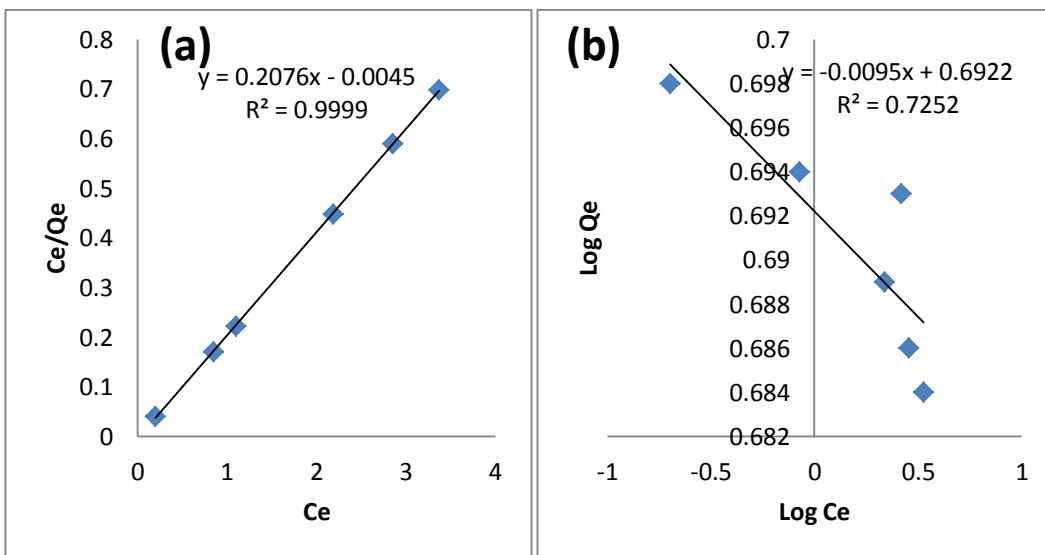 (a)
y = 0.2076x - 0.0045
R² = 0.9999
0.8
0.7
0.6
0.5
0.4
0.3
0.2
0.1
0
0 1 2 3 4
Ce/Qe
Ce
(b)
y = -0.0095x + 0.6922
R² = 0.7252
0.7
0.698
0.696
0.694
0.692
0.69
0.688
0.686
0.684
0.682
-1 -0.5 0 0.5 1
Log Qe
Log Ce